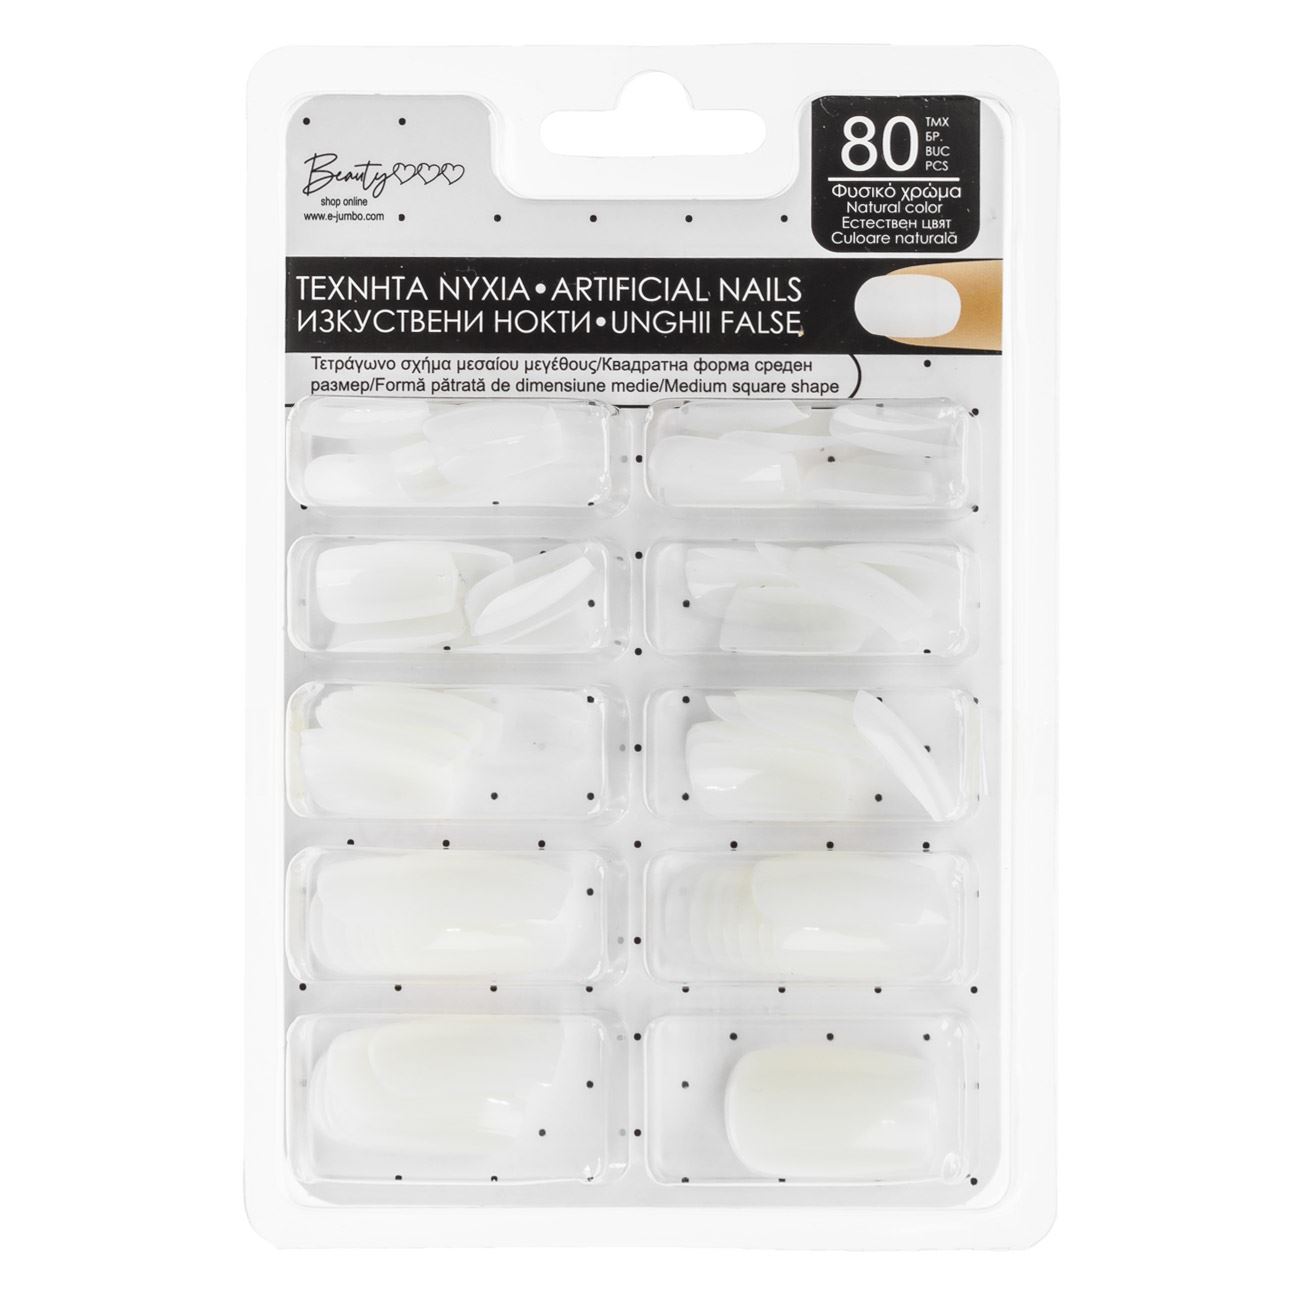 Beauty
shop online
www.e-jumbo.com
80 ΤΜΧ
БР.
BUC
PCS
Φυσικό χρώμα
Natural color
Естествен цвят
Culoare naturală
ΤΕΧΝΗΤΑ ΝΥΧΙΑ • ARTIFICIAL NAILS
ИЗКУСТВЕНИ НОКТИ • UNGHII FALSE
Τετράγωνο σχήμα μεσαίου μεγέθους/Квадратна форма среден
размер/Formă pătrată de dimensiune medie/Medium square shape